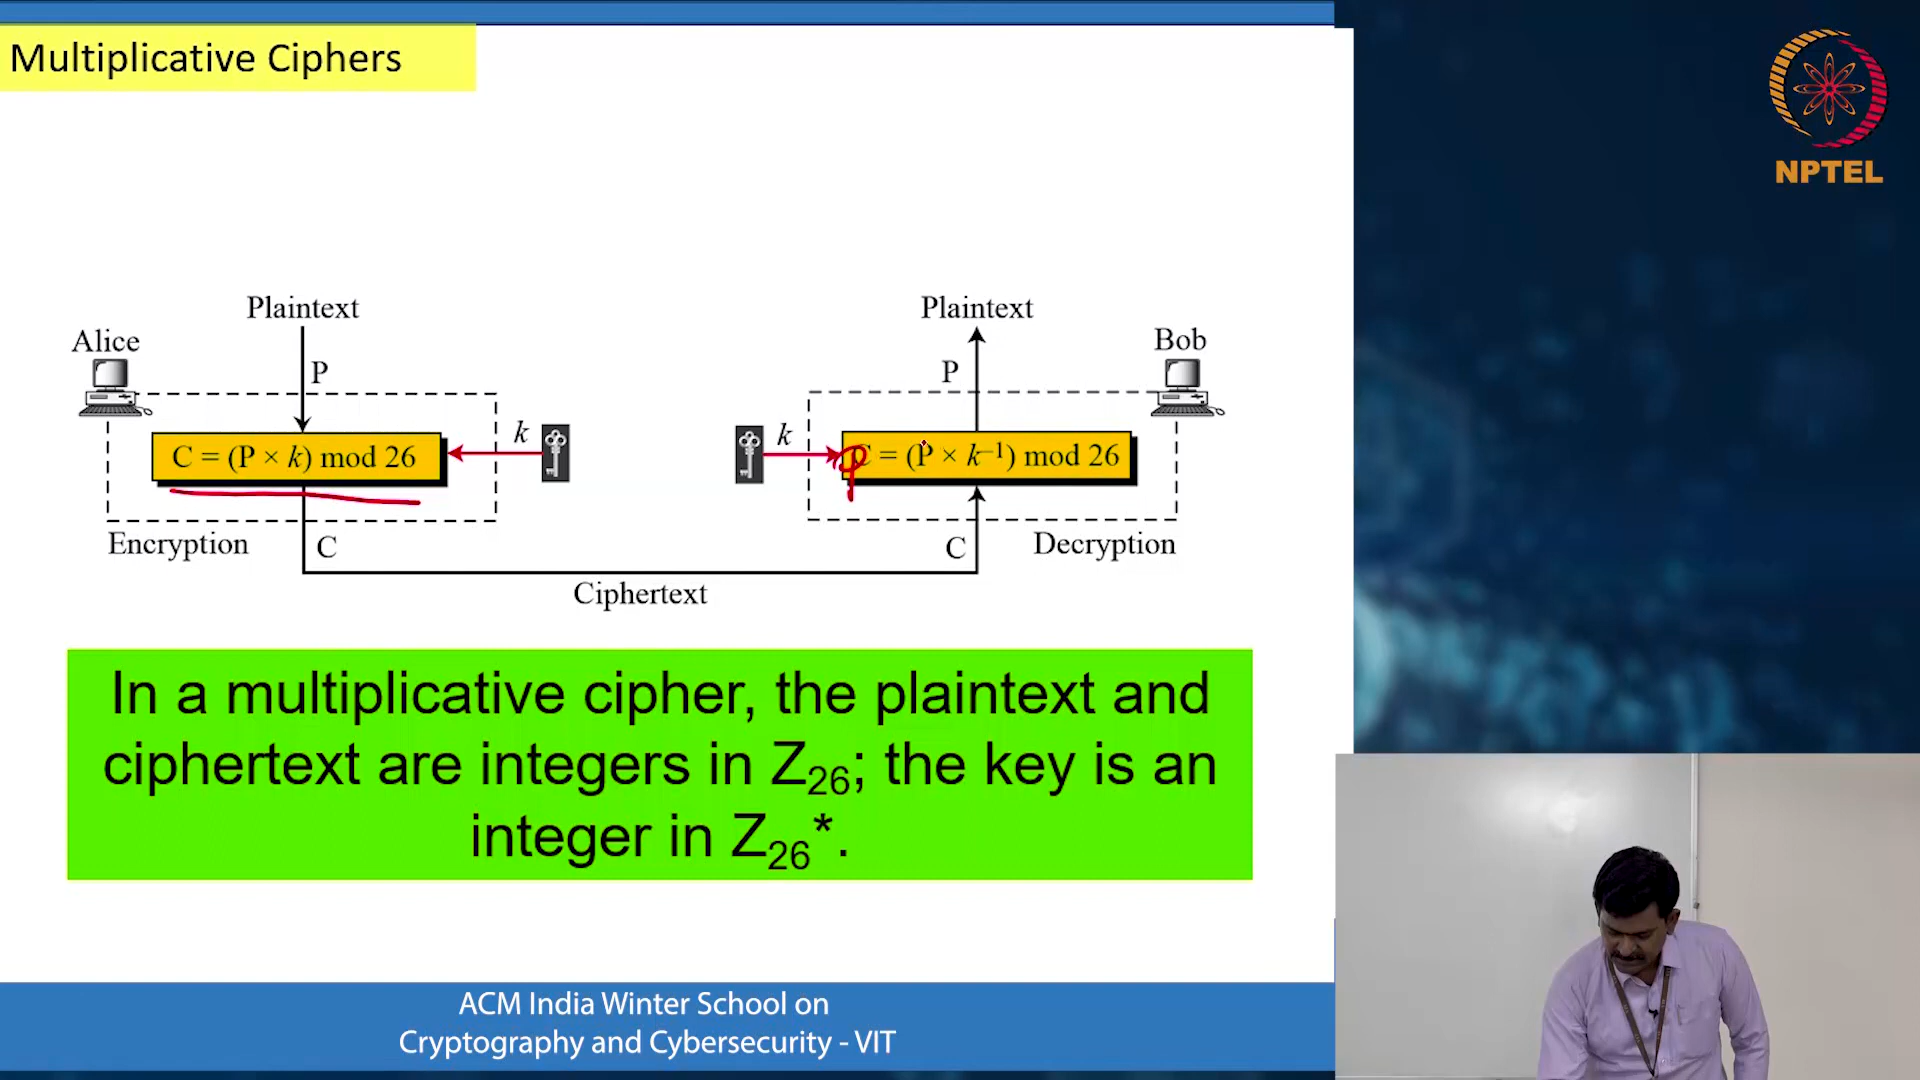 Multiplicative Ciphers
NPTEL
Plaintext
Plaintext
Alice
Bob
P
P
k
k
C = (P × k) mod 26
C = (P × k⁻¹) mod 26
P
Encryption
C
C
Decryption
Ciphertext
In a multiplicative cipher, the plaintext and
ciphertext are integers in Z₂₆; the key is an
integer in Z₂₆*.
ACM India Winter School on
Cryptography and Cybersecurity - VIT